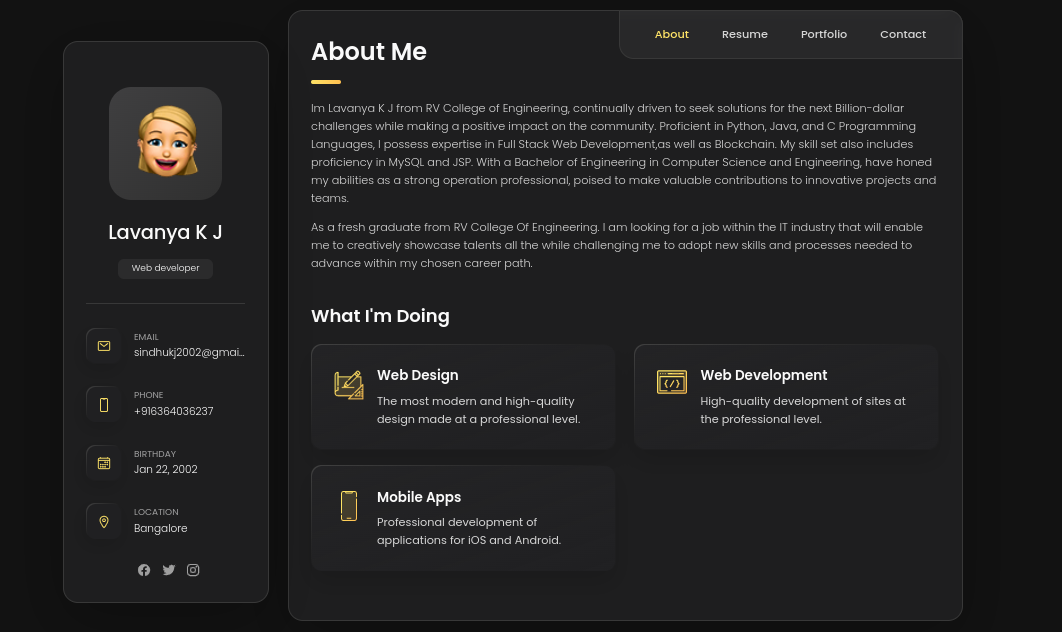 Lavanya K J
Web developer
EMAIL
sindhukj2002@gmai...
PHONE
+916364036237
BIRTHDAY
Jan 22, 2002
LOCATION
Bangalore
About Resume Portfolio Contact
About Me
Im Lavanya K J from RV College of Engineering, continually driven to seek solutions for the next Billion-dollar
challenges while making a positive impact on the community. Proficient in Python, Java, and C Programming
Languages, I possess expertise in Full Stack Web Development,as well as Blockchain. My skill set also includes
proficiency in MySQL and JSP. With a Bachelor of Engineering in Computer Science and Engineering, have honed
my abilities as a strong operation professional, poised to make valuable contributions to innovative projects and
teams.
As a fresh graduate from RV College Of Engineering. I am looking for a job within the IT industry that will enable
me to creatively showcase talents all the while challenging me to adopt new skills and processes needed to
advance within my chosen career path.
What I'm Doing
Web Design
The most modern and high-quality
design made at a professional level.
Web Development
High-quality development of sites at
the professional level.
Mobile Apps
Professional development of
applications for iOS and Android.